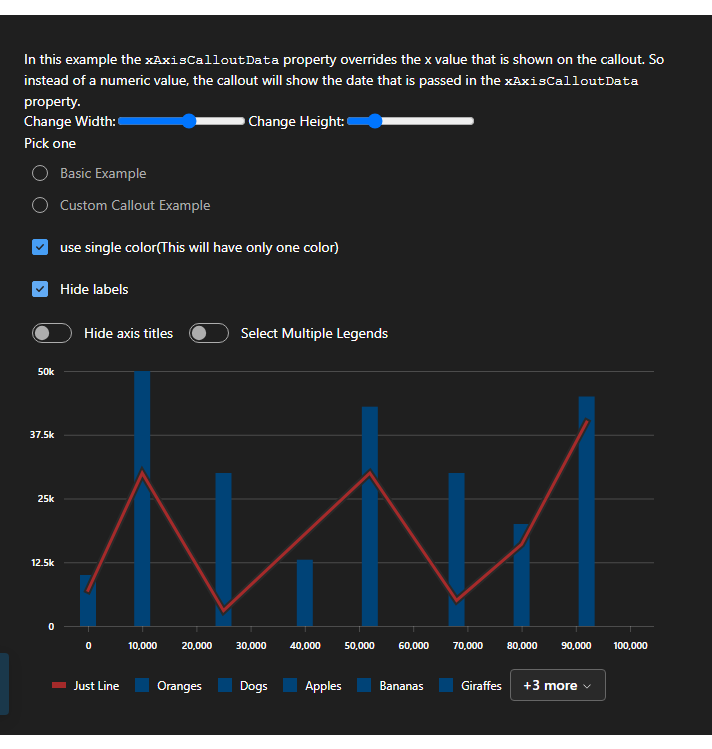 In this example the xAxisCalloutData property overrides the x value that is shown on the callout. So
instead of a numeric value, the callout will show the date that is passed in the xAxisCalloutData
property.
Change Width: Change Height:
Pick one
Basic Example
Custom Callout Example
use single color(This will have only one color)
Hide labels
Hide axis titles Select Multiple Legends
50k
37.5k
25k
12.5k
0
0 10,000 20,000 30,000 40,000 50,000 60,000 70,000 80,000 90,000 100,000
Just Line Oranges Dogs Apples Bananas Giraffes +3 more